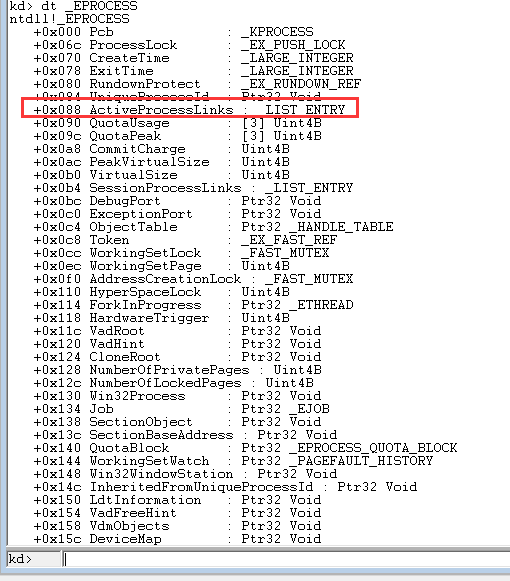 kd> dt _EPROCESS
ntdll!_EPROCESS
+0x000 Pcb : _KPROCESS
+0x06c ProcessLock : _EX_PUSH_LOCK
+0x070 CreateTime : _LARGE_INTEGER
+0x078 ExitTime : _LARGE_INTEGER
+0x080 RundownProtect : _EX_RUNDOWN_REF
+0x084 UniqueProcessId : Ptr32 Void
+0x088 ActiveProcessLinks : _LIST_ENTRY
+0x090 QuotaUsage : [3] Uint4B
+0x09c QuotaPeak : [3] Uint4B
+0x0a8 CommitCharge : Uint4B
+0x0ac PeakVirtualSize : Uint4B
+0x0b0 VirtualSize : Uint4B
+0x0b4 SessionProcessLinks : _LIST_ENTRY
+0x0bc DebugPort : Ptr32 Void
+0x0c0 ExceptionPort : Ptr32 Void
+0x0c4 ObjectTable : Ptr32 _HANDLE_TABLE
+0x0c8 Token : _EX_FAST_REF
+0x0cc WorkingSetLock : _FAST_MUTEX
+0x0ec WorkingSetPage : Uint4B
+0x0f0 AddressCreationLock : _FAST_MUTEX
+0x110 HyperSpaceLock : Uint4B
+0x114 ForkInProgress : Ptr32 _ETHREAD
+0x118 HardwareTrigger : Uint4B
+0x11c VadRoot : Ptr32 Void
+0x120 VadHint : Ptr32 Void
+0x124 CloneRoot : Ptr32 Void
+0x128 NumberOfPrivatePages : Uint4B
+0x12c NumberOfLockedPages : Uint4B
+0x130 Win32Process : Ptr32 Void
+0x134 Job : Ptr32 _EJOB
+0x138 SectionObject : Ptr32 Void
+0x13c SectionBaseAddress : Ptr32 Void
+0x140 QuotaBlock : Ptr32 _EPROCESS_QUOTA_BLOCK
+0x144 WorkingSetWatch : Ptr32 _PAGEFAULT_HISTORY
+0x148 Win32WindowStation : Ptr32 Void
+0x14c InheritedFromUniqueProcessId : Ptr32 Void
+0x150 LdtInformation : Ptr32 Void
+0x154 VadFreeHint : Ptr32 Void
+0x158 VdmObjects : Ptr32 Void
+0x15c DeviceMap : Ptr32 Void
kd>